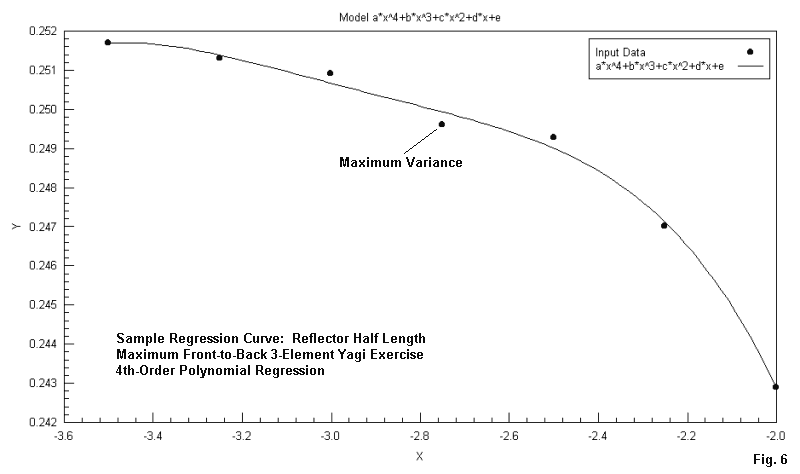 Model a*x^4+b*x^3+c*x^2+d*x+e
0.252
0.251
0.250
0.249
0.248
0.247
0.246
0.245
0.244
0.243
0.242
Y
Input Data
a*x^4+b*x^3+c*x^2+d*x+e
Maximum Variance
Sample Regression Curve: Reflector Half Length
Maximum Front-to-Back 3-Element Yagi Exercise
4th-Order Polynomial Regression
-3.6 -3.4 -3.2 -3.0 -2.8 -2.6 -2.4 -2.2 -2.0
X
Fig. 6